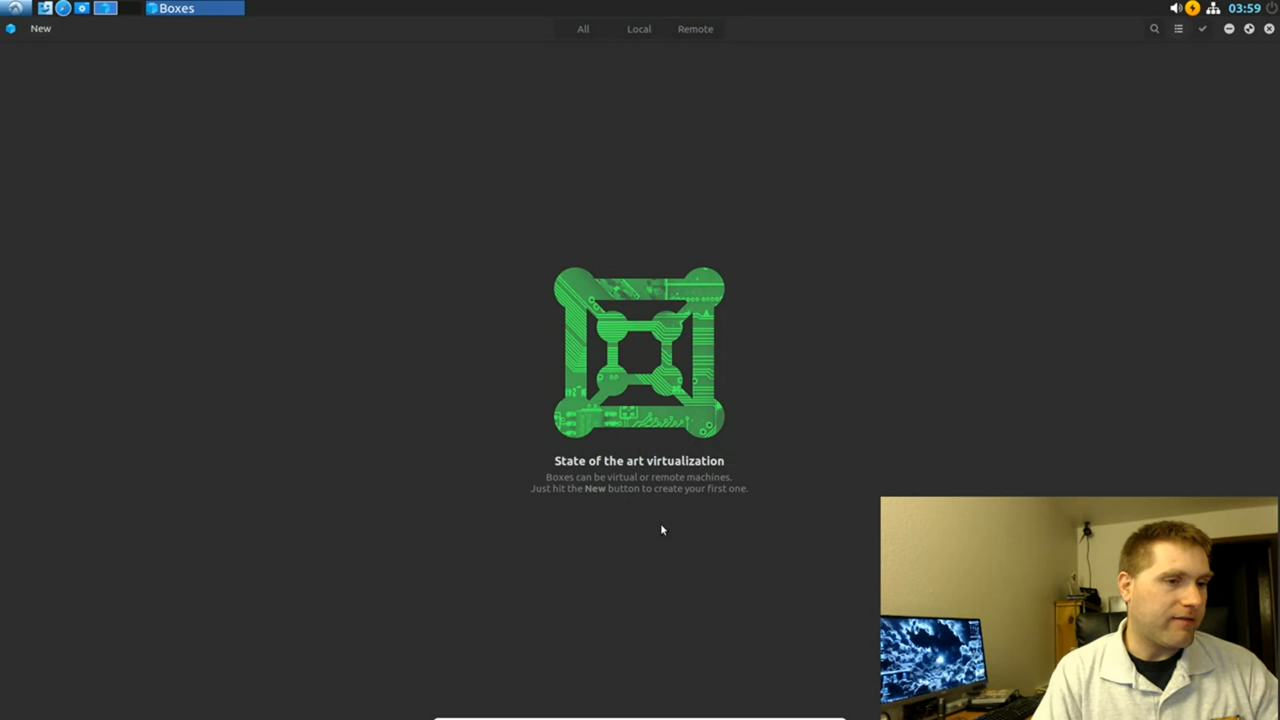 Boxes
03:59
New
All
Local
Remote
State of the art virtualization
Boxes can be virtual or remote machines.
Just hit the New button to create your first one.